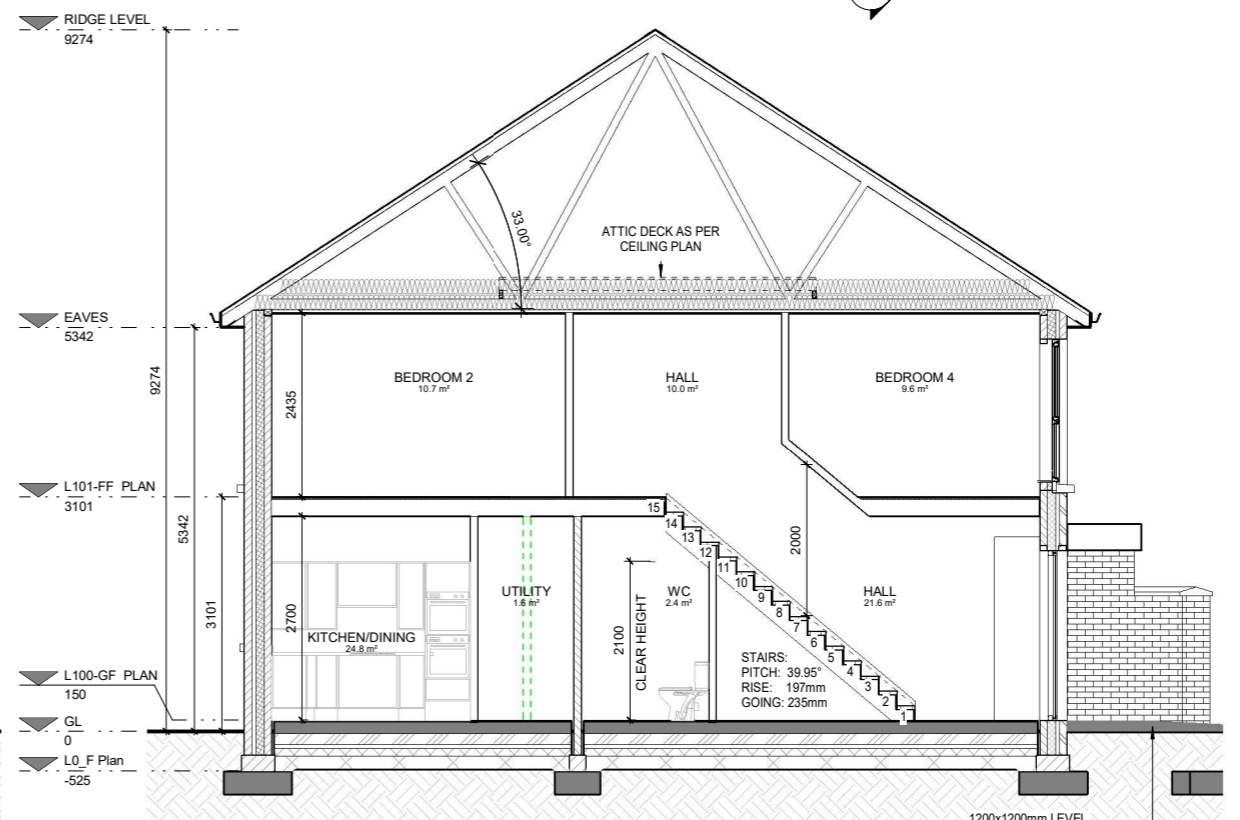 RIDGE LEVEL
9274
33.00°
ATTIC DECK AS PER
CEILING PLAN
EAVES
5342
9274
2435
BEDROOM 2
10.7 m²
HALL
10.0 m²
BEDROOM 4
9.6 m²
L101-FF PLAN
3101
5342
3101
2700
KITCHEN/DINING
24.8 m²
UTILITY
1.6 m²
2100
CLEAR HEIGHT
WC
2.4 m²
15
14
13
12
11
10
9
8
7
6
5
4
3
2
1
2000
HALL
21.6 m²
STAIRS:
PITCH: 39.95°
RISE: 197mm
GOING: 235mm
L100-GF PLAN
150
GL
0
L0_F Plan
-525
1200x1200mm LEVEL